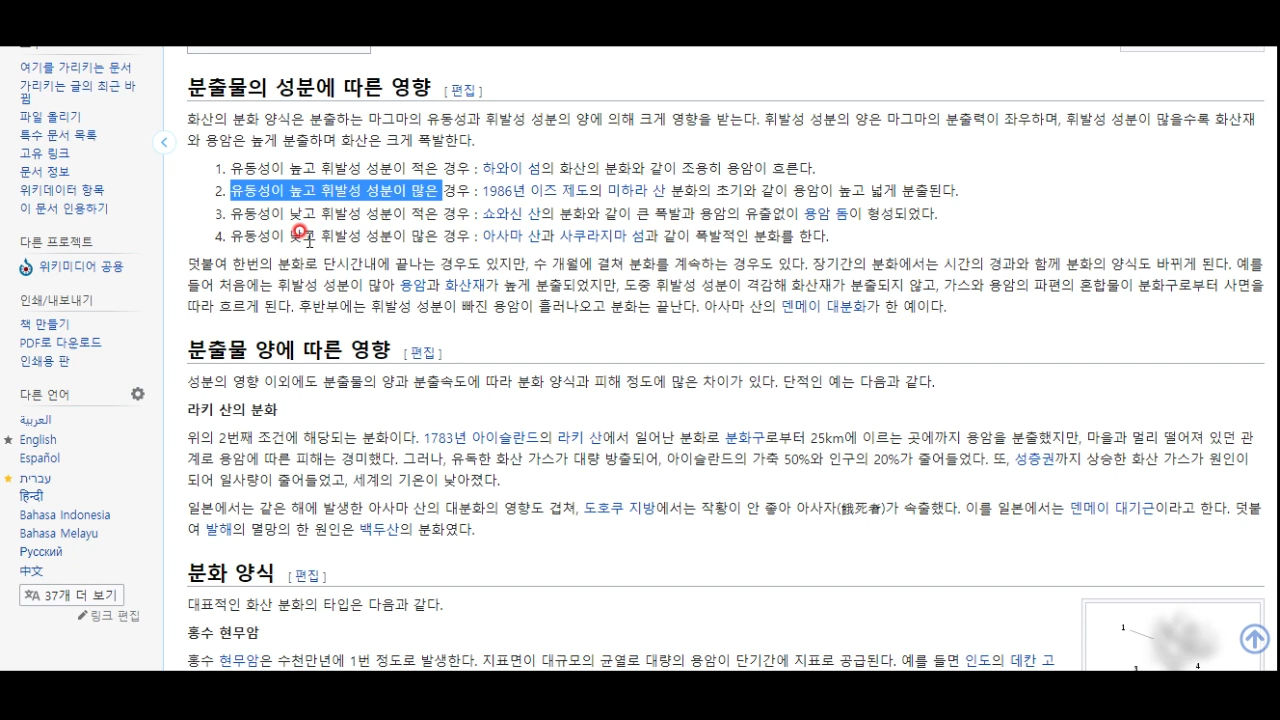 여기를 가리키는 문서
가리키는 글의 최근 바
뀜
파일 올리기
특수 문서 목록
고유 링크
문서 정보
위키데이터 항목
이 문서 인용하기
다른 프로젝트
위키미디어 공용
인쇄/내보내기
책 만들기
PDF로 다운로드
인쇄용 판
다른 언어
العربية
English
Español
עברית
हिन्दी
Bahasa Indonesia
Bahasa Melayu
Русский
中文
37개 더 보기
링크 편집
분출물의 성분에 따른 영향 [편집]
화산의 분화 양식은 분출하는 마그마의 유동성과 휘발성 성분의 양에 의해 크게 영향을 받는다. 휘발성 성분의 양은 마그마의 분출력이 좌우하며, 휘발성 성분이 많을수록 화산재
와 용암은 높게 분출하며 화산은 크게 폭발한다.
1. 유동성이 높고 휘발성 성분이 적은 경우 : 하와이 섬의 화산의 분화와 같이 조용히 용암이 흐른다.
2. 유동성이 높고 휘발성 성분이 많은 경우 : 1986년 이즈 제도의 미하라 산 분화의 초기와 같이 용암이 높고 넓게 분출된다.
3. 유동성이 낮고 휘발성 성분이 적은 경우 : 쇼와신 산의 분화와 같이 큰 폭발과 용암의 유출없이 용암 돔이 형성되었다.
4. 유동성이 낮고 휘발성 성분이 많은 경우 : 아사마 산과 사쿠라지마 섬과 같이 폭발적인 분화를 한다.
덧붙여 한번의 분화로 단시간내에 끝나는 경우도 있지만, 수 개월에 결쳐 분화를 계속하는 경우도 있다. 장기간의 분화에서는 시간의 경과와 함께 분화의 양식도 바뀌게 된다. 예를
들어 처음에는 휘발성 성분이 많아 용암과 화산재가 높게 분출되었지만, 도중 휘발성 성분이 격감해 화산재가 분출되지 않고, 가스와 용암의 파편의 혼합물이 분화구로부터 사면을
따라 흐르게 된다. 후반부에는 휘발성 성분이 빠진 용암이 흘러나오고 분화는 끝난다. 아사마 산의 덴메이 대분화가 한 예이다.
분출물 양에 따른 영향 [편집]
성분의 영향 이외에도 분출물의 양과 분출속도에 따라 분화 양식과 피해 정도에 많은 차이가 있다. 단적인 예는 다음과 같다.
라키 산의 분화
위의 2번째 조건에 해당되는 분화이다. 1783년 아이슬란드의 라키 산에서 일어난 분화로 분화구로부터 25km에 이르는 곳에까지 용암을 분출했지만, 마을과 멀리 떨어져 있던 관
계로 용암에 따른 피해는 경미했다. 그러나, 유독한 화산 가스가 대량 방출되어, 아이슬란드의 가축 50%와 인구의 20%가 줄어들었다. 또, 성층권까지 상승한 화산 가스가 원인이
되어 일사량이 줄어들었고, 세계의 기온이 낮아졌다.
일본에서는 같은 해에 발생한 아사마 산의 대분화의 영향도 겹쳐, 도호쿠 지방에서는 작황이 안 좋아 아사자(餓死者)가 속출했다. 이를 일본에서는 덴메이 대기근이라고 한다. 덧붙
여 발해의 멸망의 한 원인은 백두산의 분화였다.
분화 양식 [편집]
대표적인 화산 분화의 타입은 다음과 같다.
홍수 현무암
홍수 현무암은 수천만년에 1번 정도로 발생한다. 지표면이 대규모의 균열로 대량의 용암이 단기간에 지표로 공급된다. 예를 들면 인도의 데칸 고
1
3
4